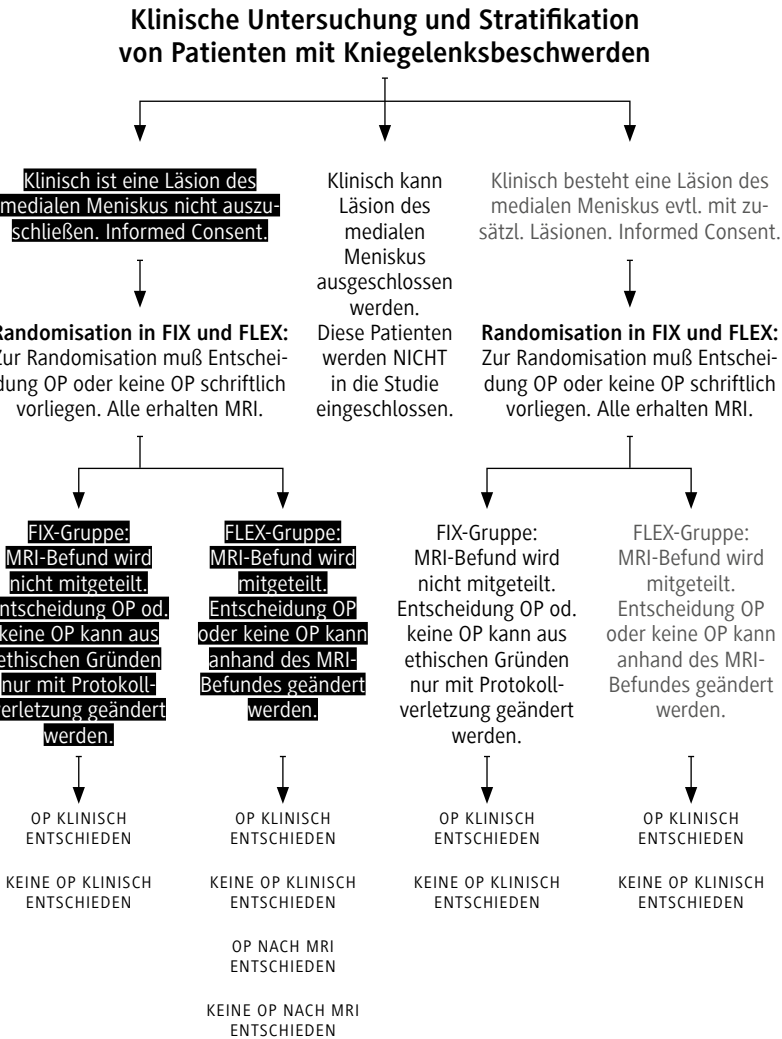 Klinische Untersuchung und Stratifikation
von Patienten mit Kniegelenksbeschwerden
Klinisch ist eine Läsion des
medialen Meniskus nicht auszu-
schließen. Informed Consent.
Klinisch kann
Läsion des
medialen
Meniskus
ausgeschlossen
werden.
Diese Patienten
werden NICHT
in die Studie
eingeschlossen.
Klinisch besteht eine Läsion des
medialen Meniskus evtl. mit zu-
sätzl. Läsionen. Informed Consent.
Randomisation in FIX und FLEX:
Zur Randomisation muß Entschei-
dung OP oder keine OP schriftlich
vorliegen. Alle erhalten MRI.
Randomisation in FIX und FLEX:
Zur Randomisation muß Entschei-
dung OP oder keine OP schriftlich
vorliegen. Alle erhalten MRI.
FIX-Gruppe:
MRI-Befund wird
nicht mitgeteilt.
Entscheidung OP od.
keine OP kann aus
ethischen Gründen
nur mit Protokoll-
verletzung geändert
werden.
FLEX-Gruppe:
MRI-Befund wird
mitgeteilt.
Entscheidung OP
oder keine OP kann
anhand des MRI-
Befundes geändert
werden.
FIX-Gruppe:
MRI-Befund wird
nicht mitgeteilt.
Entscheidung OP od.
keine OP kann aus
ethischen Gründen
nur mit Protokoll-
verletzung geändert
werden.
FLEX-Gruppe:
MRI-Befund wird
mitgeteilt.
Entscheidung OP
oder keine OP kann
anhand des MRI-
Befundes geändert
werden.
OP KLINISCH
ENTSCHIEDEN
KEINE OP KLINISCH
ENTSCHIEDEN
OP KLINISCH
ENTSCHIEDEN
KEINE OP KLINISCH
ENTSCHIEDEN
OP NACH MRI
ENTSCHIEDEN
KEINE OP NACH MRI
ENTSCHIEDEN
OP KLINISCH
ENTSCHIEDEN
KEINE OP KLINISCH
ENTSCHIEDEN
OP KLINISCH
ENTSCHIEDEN
KEINE OP KLINISCH
ENTSCHIEDEN